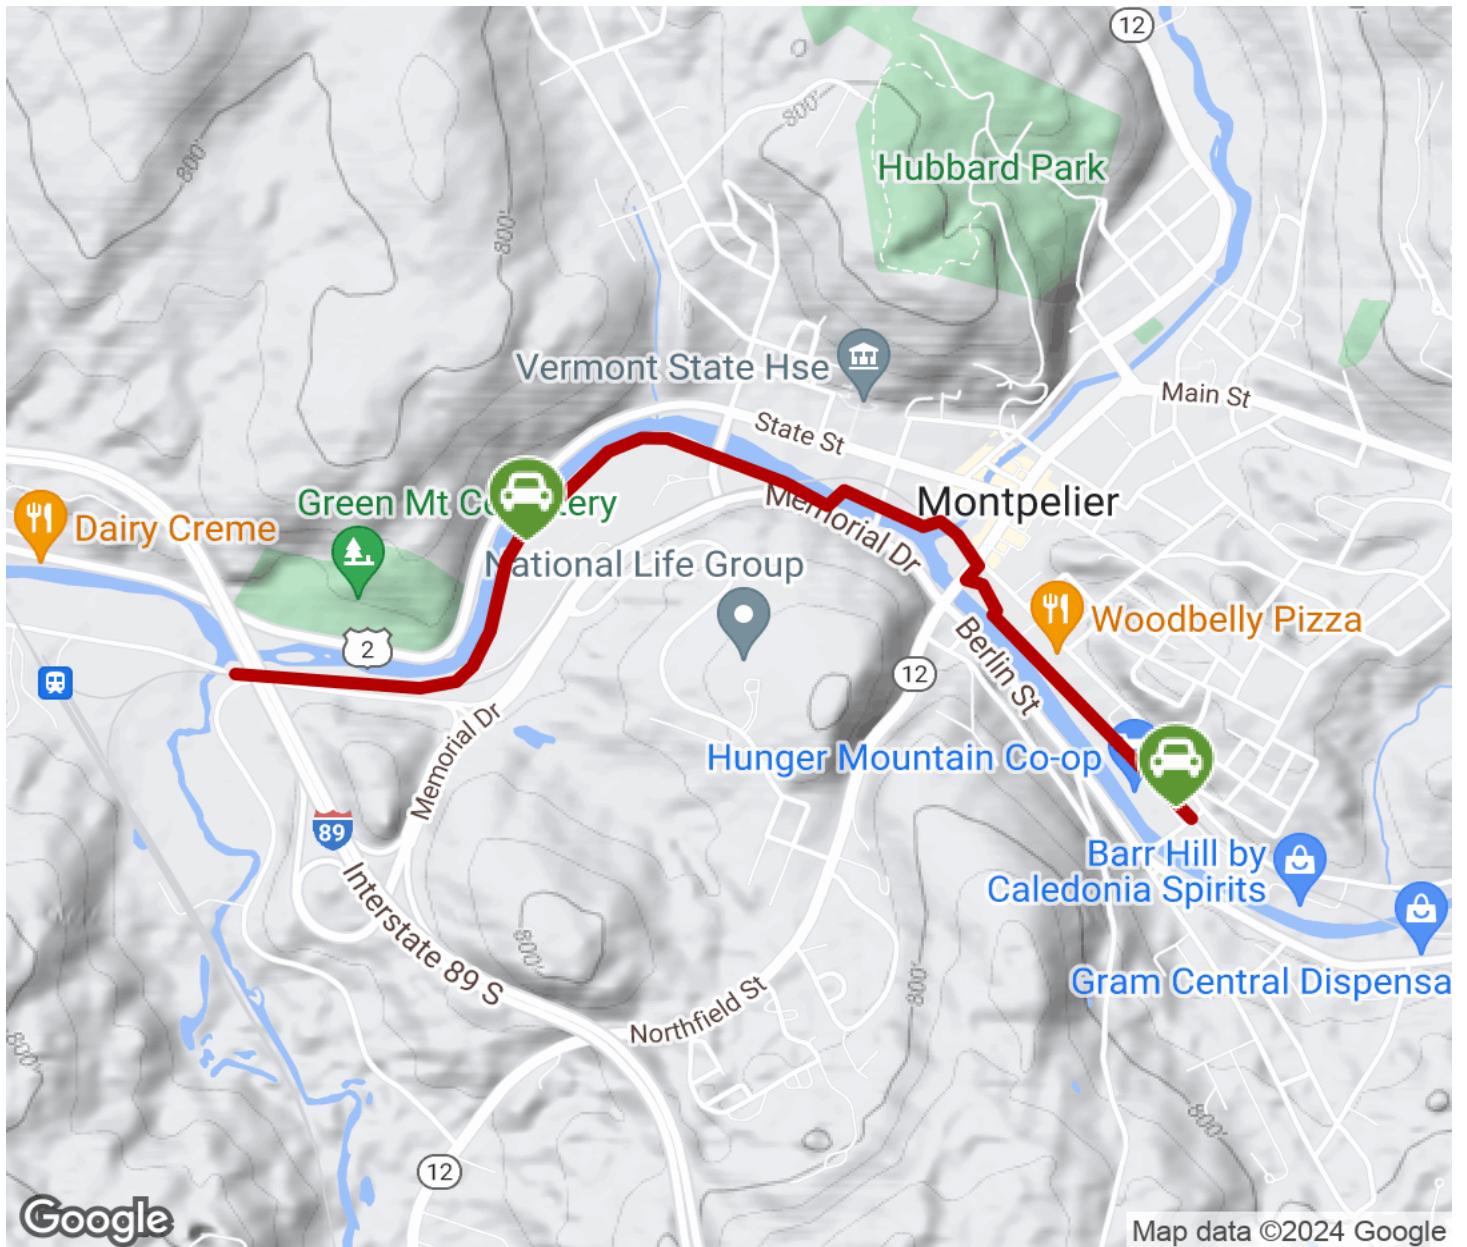 12
800'
800'
Hubbard Park
800'
Vermont State Hse
Main St
State St
Green Mt C
tery
Montpelier
Dairy Creme
Memorial Dr
National Life Group
Woodbelly Pizza
2
12
Berlin St
Memorial Dr
Hunger Mountain Co-op
89
Barr Hill by
Caledonia Spirits
Interstate 89 S
800'
800'
Gram Central Dispensa
Northfield St
800'
800'
12
Google
Map data ©2024 Google